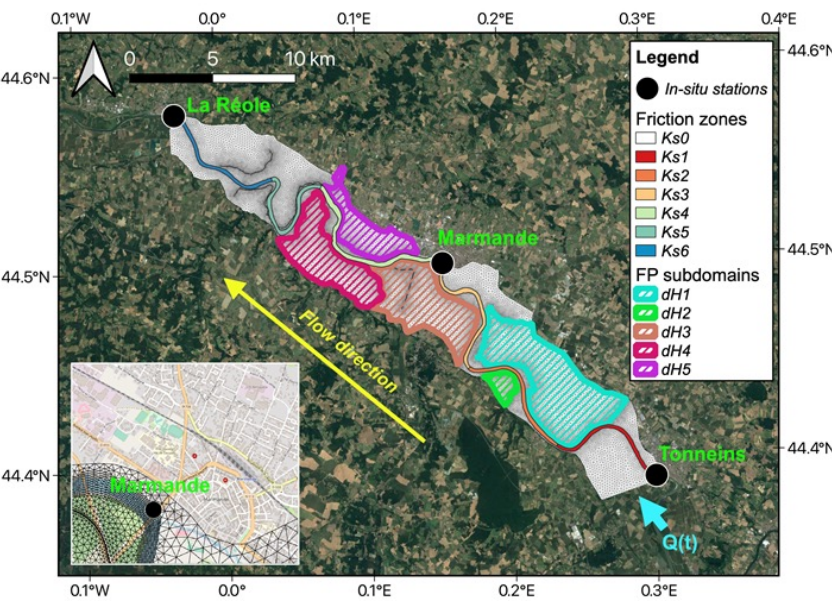 0.1°W 0.0° 0.1°E 0.2°E 0.3°E 0.4°E
44.6°N
44.5°N
44.4°N
44.6°N
44.5°N
44.4°N
0 5 10 km
La Réole
Marmande
Tonneins
Flow direction
Q(t)
Marmande
Legend
In-situ stations
Friction zones
Ks0
Ks1
Ks2
Ks3
Ks4
Ks5
Ks6
FP subdomains
dH1
dH2
dH3
dH4
dH5
0.1°W 0.0° 0.1°E 0.2°E 0.3°E